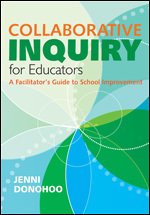 COLLABORATIVE
INQUIRY
for Educators
A Facilitator's Guide to School Improvement
JENNI
DONOHOO